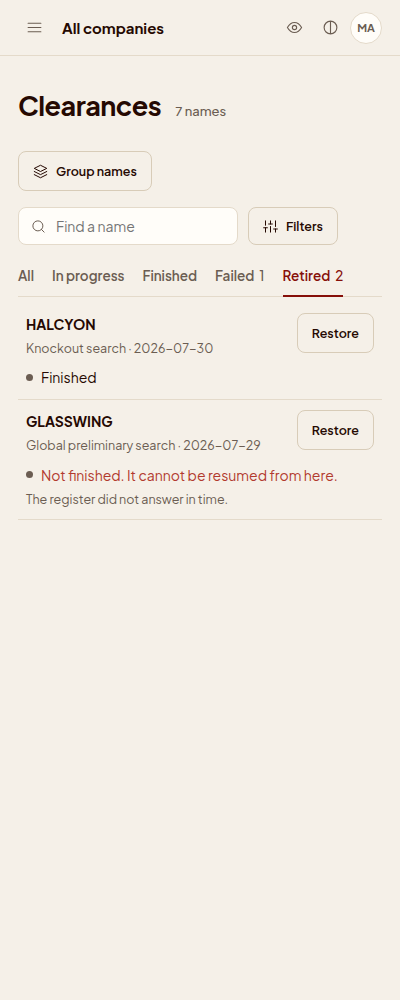 All companies
MA
Clearances 7 names
Group names
Find a name
Filters
All In progress Finished Failed 1 Retired 2
HALCYON
Restore
Knockout search · 2026-07-30
Finished
GLASSWING
Restore
Global preliminary search · 2026-07-29
Not finished. It cannot be resumed from here.
The register did not answer in time.